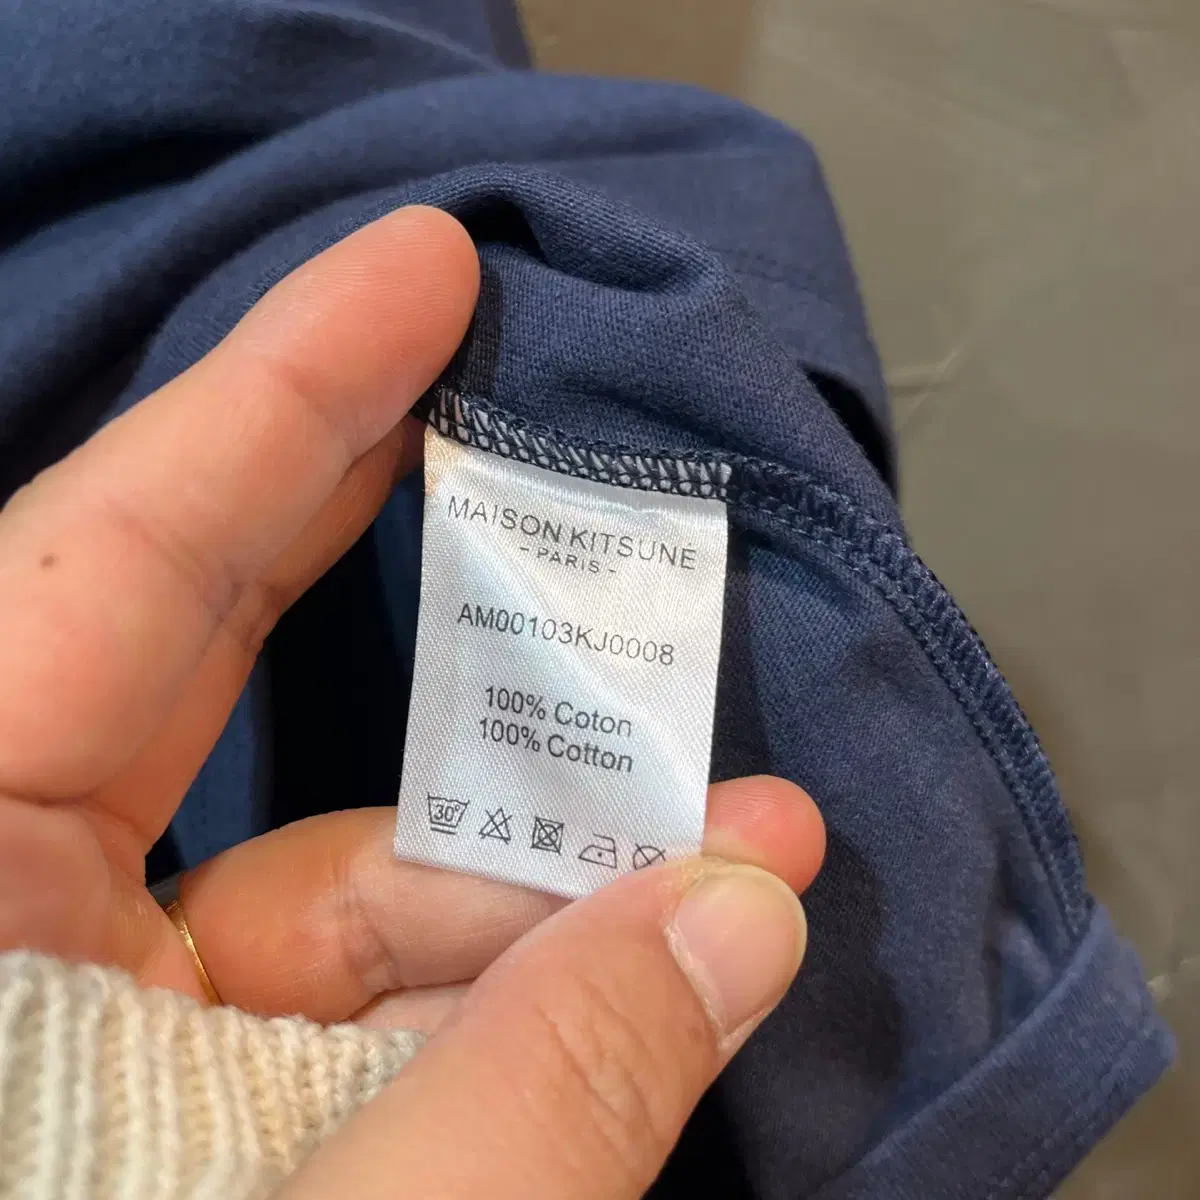 MAISON KITSUNÉ
- PARIS -
AM00103KJ0008
100% Coton
100% Cotton
30°